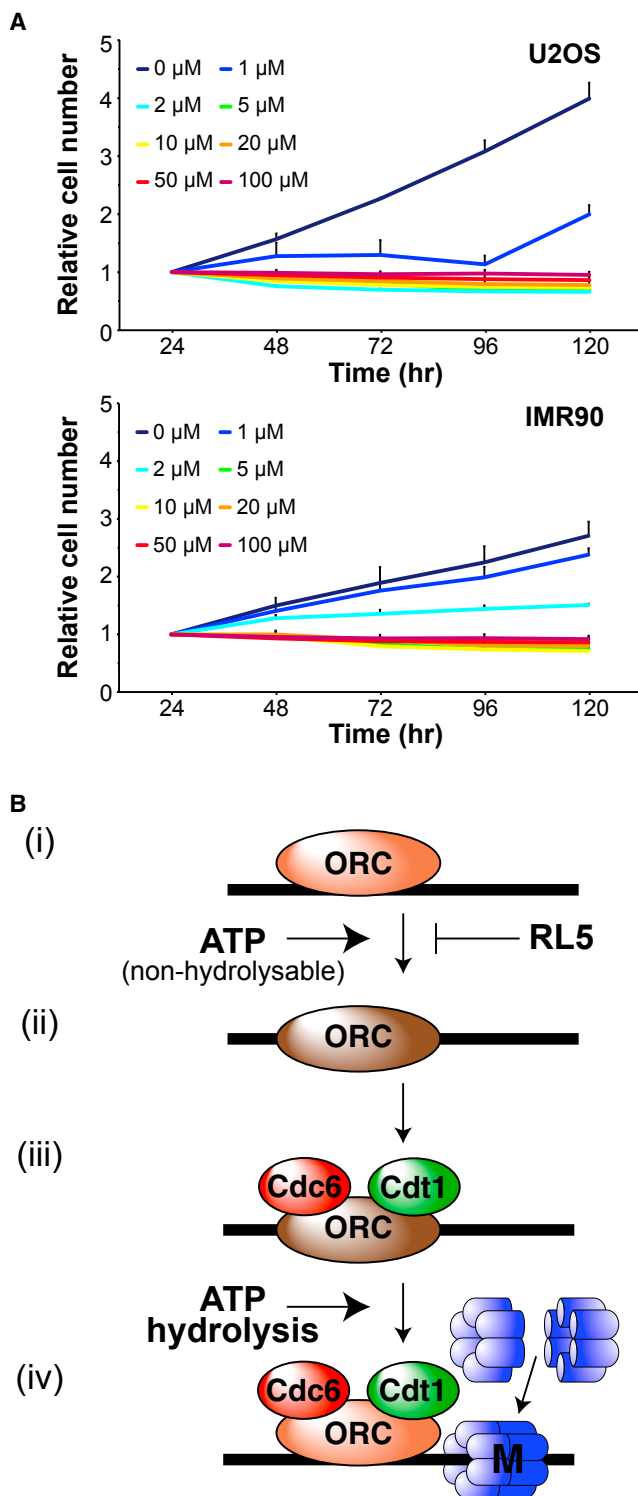 A
U2OS
5
4
3
2
1
0
Relative cell number
0 µM
1 µM
2 µM
5 µM
10 µM
20 µM
50 µM
100 µM
24
48
72
96
120
Time (hr)
IMR90
5
4
3
2
1
0
Relative cell number
0 µM
1 µM
2 µM
5 µM
10 µM
20 µM
50 µM
100 µM
24
48
72
96
120
Time (hr)
B
(i)
ORC
ATP
(non-hydrolysable)
RL5
(ii)
ORC
(iii)
Cdc6
Cdt1
ORC
ATP
hydrolysis
(iv)
Cdc6
Cdt1
ORC
M